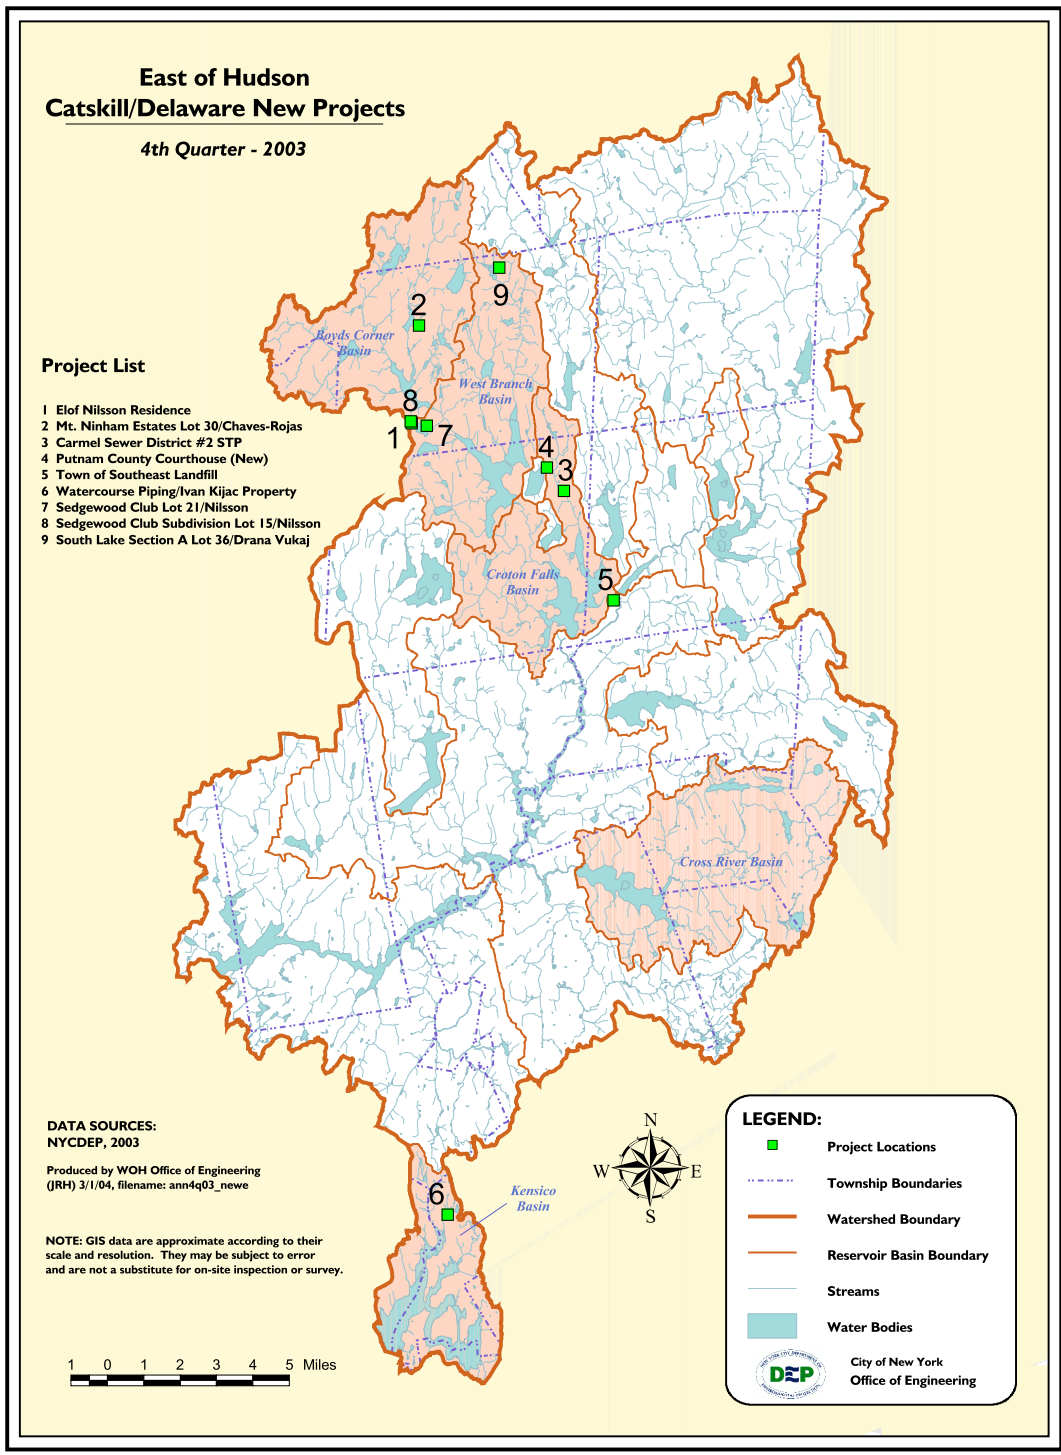 East of Hudson
Catskill/Delaware New Projects
4th Quarter - 2003
9
2
Boyds Corner
Basin
Project List
West Branch
Basin
8
1 Elof Nilsson Residence
2 Mt. Ninham Estates Lot 30/Chaves-Rojas
1
7
3 Carmel Sewer District #2 STP
4
4 Putnam County Courthouse (New)
3
5 Town of Southeast Landfill
6 Watercourse Piping/Ivan Kijac Property
7 Sedgewood Club Lot 21/Nilsson
8 Sedgewood Club Subdivision Lot 15/Nilsson
9 South Lake Section A Lot 36/Drana Vukaj
Croton Falls
Basin
5
Cross River Basin
DATA SOURCES:
NYCDEP, 2003
Produced by WOH Office of Engineering
(JRH) 3/1/04, filename: ann4q03_newe
6
Kensico
Basin
NOTE: GIS data are approximate according to their
scale and resolution. They may be subject to error
and are not a substitute for on-site inspection or survey.
1 0 1 2 3 4 5 Miles
N
W E
S
LEGEND:
Project Locations
Township Boundaries
Watershed Boundary
Reservoir Basin Boundary
Streams
Water Bodies
NEW YORK CITY DEPARTMENT OF
DEP
ENVIRONMENTAL PROTECTION
City of New York
Office of Engineering